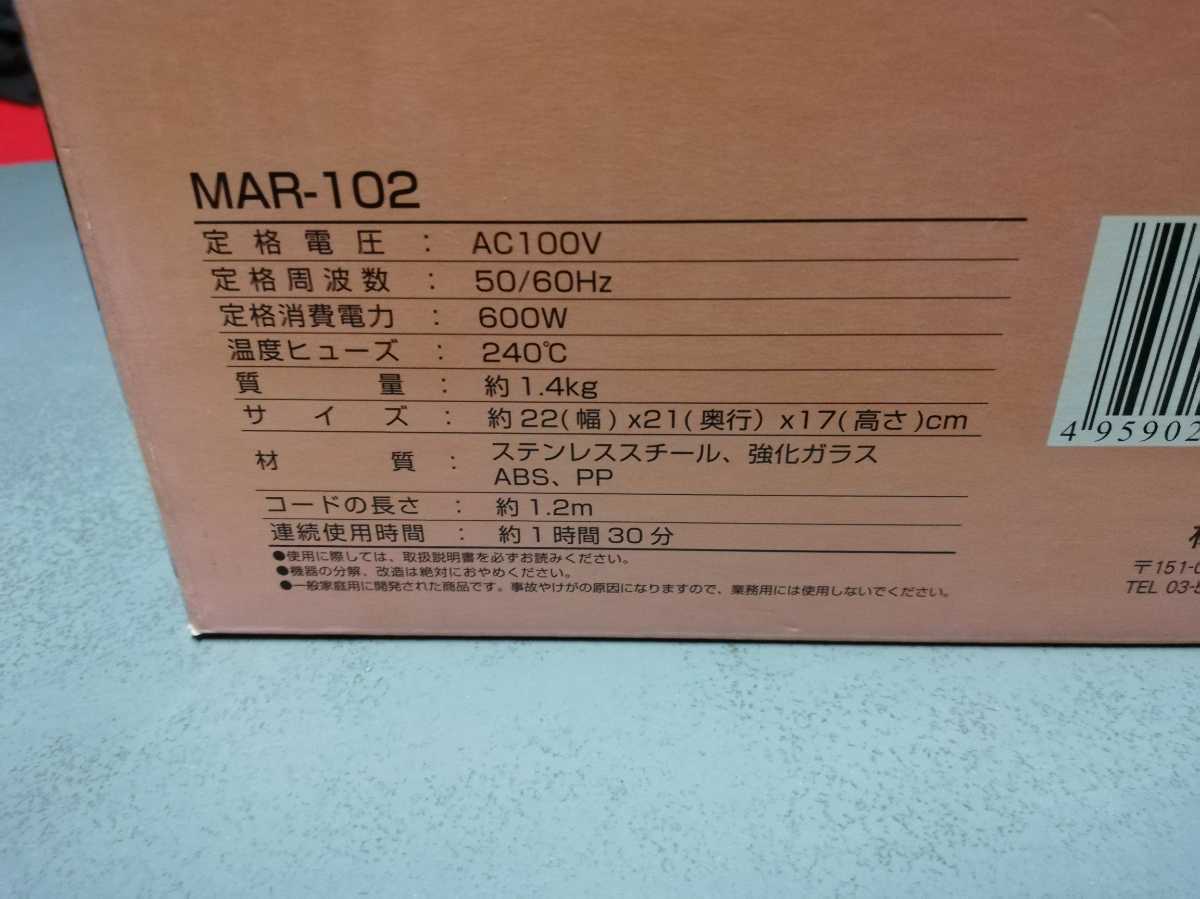 MAR-102
定格電圧 : AC100V
定格周波数 : 50/60Hz
定格消費電力 : 600W
温度ヒューズ : 240℃
質量 : 約1.4kg
サイズ : 約22(幅)x21(奥行)x17(高さ)cm
材質 : ステンレススチール、強化ガラス
ABS、PP
コードの長さ : 約1.2m
連続使用時間 : 約1時間30分
●使用に際しては、取扱説明書を必ずお読みください。
●機器の分解、改造は絶対におやめください。
●一般家庭用に開発された商品です。事故やけがの原因になりますので、業務用には使用しないでください。
4 95902
〒151-0
TEL 03-5